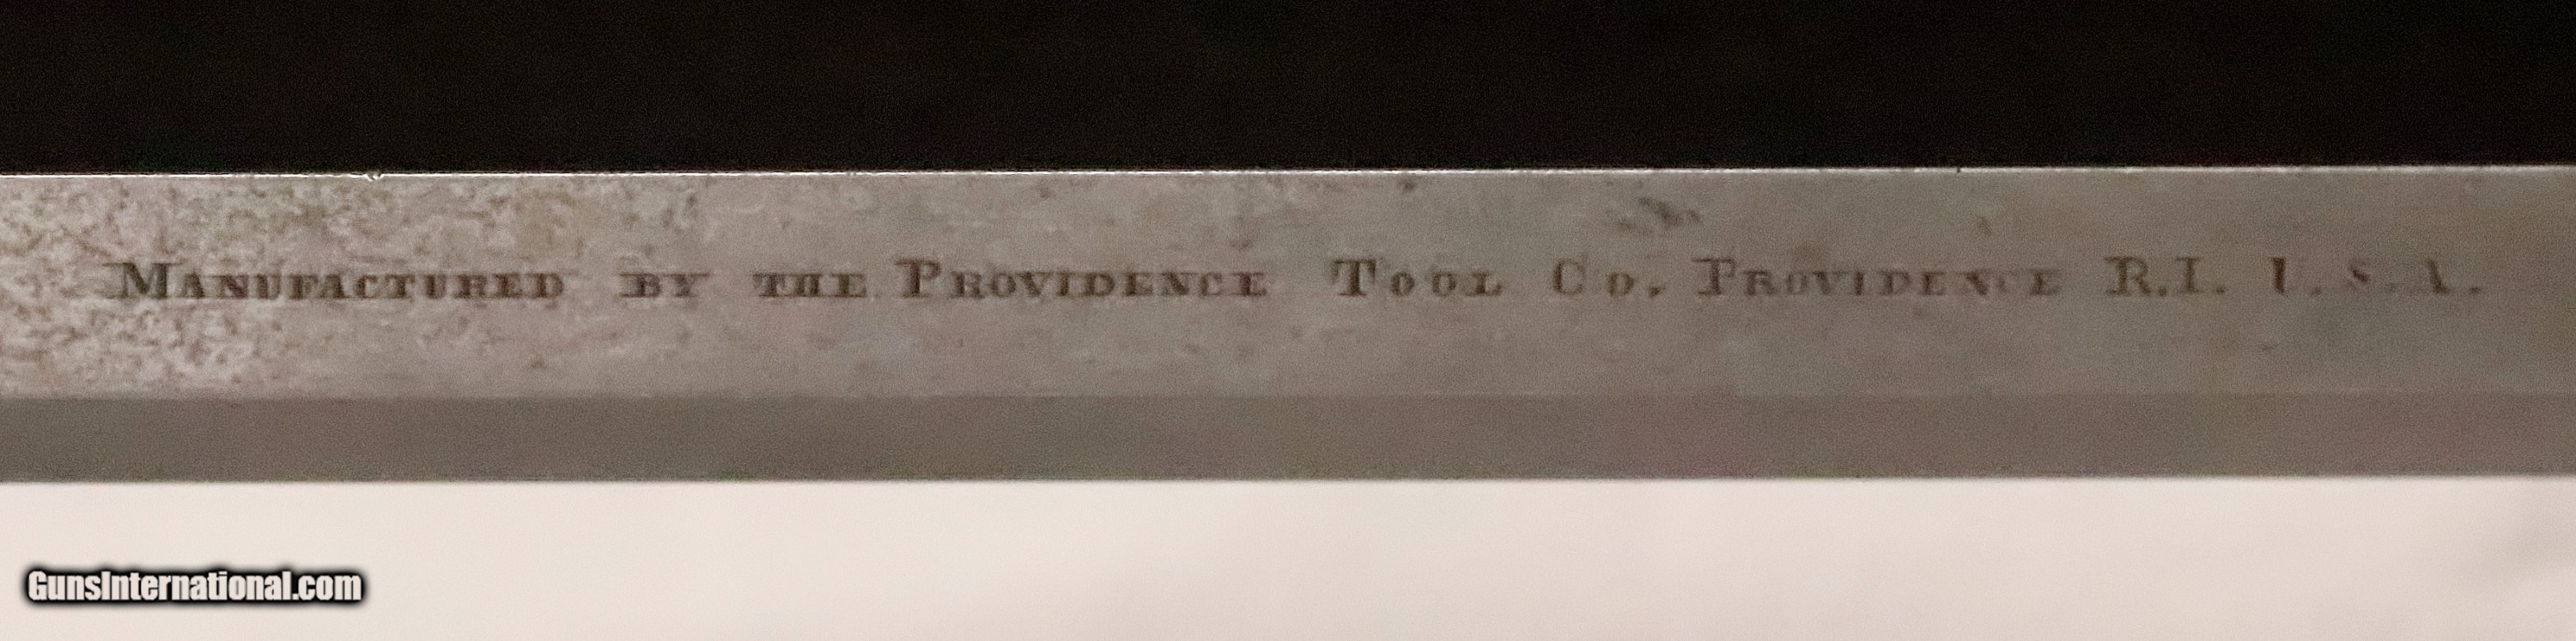 Manufactured by the Providence Tool Co. Providence R.I. U.S.A.
GunsInternational.com